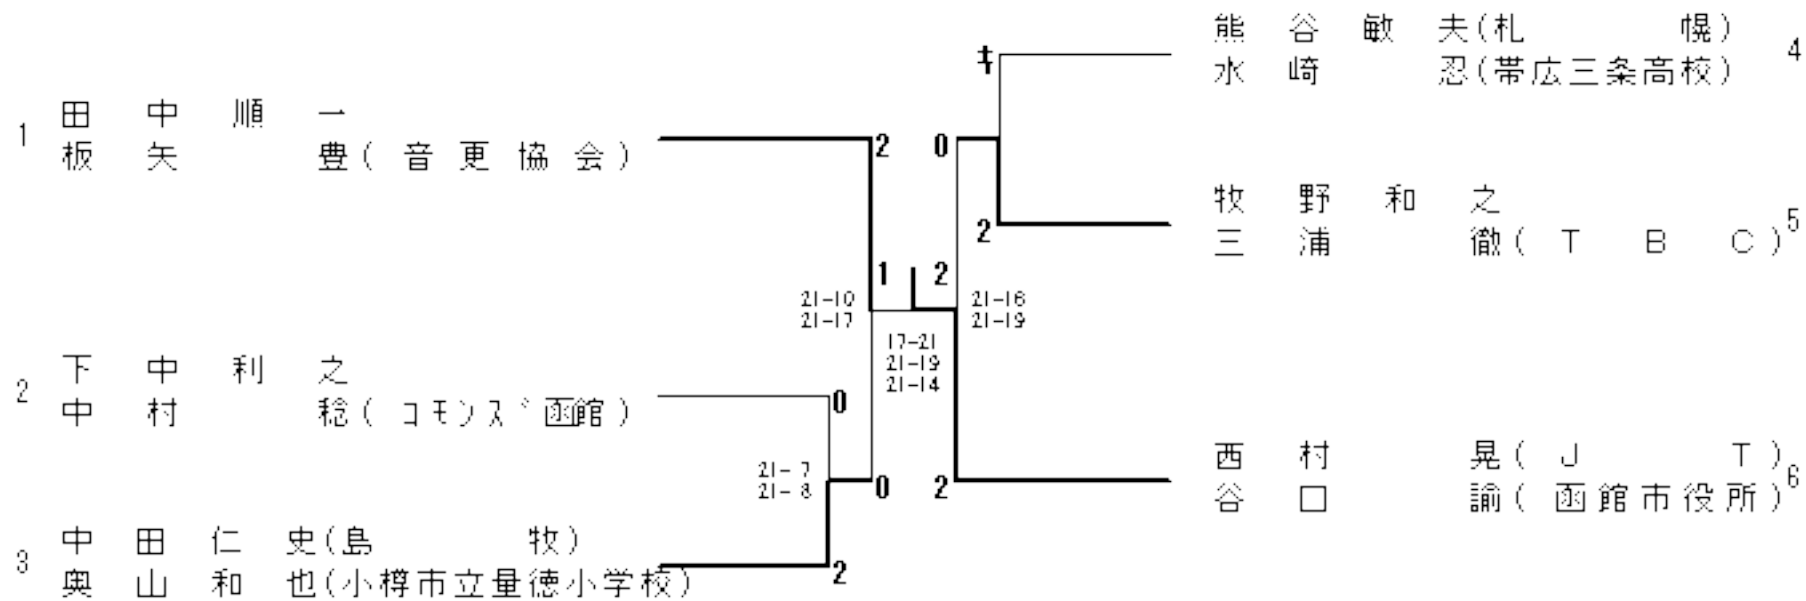 1 田中順一
板矢豊(音更協会)
2 下中利之
中村稔(コモンズ函館)
3 中田仁史(島牧)
奥山和也(小樽市立量徳小学校)
2
1
21-10
21-17
0
21-7
21-8
0
2
キ
0
2
2
21-16
21-19
17-21
21-19
21-14
2
熊谷敏夫(札幌) 4
水崎忍(帯広三条高校)
牧野和之 5
三浦徹(TBC)
西村晃(JT) 6
谷口諭(函館市役所)